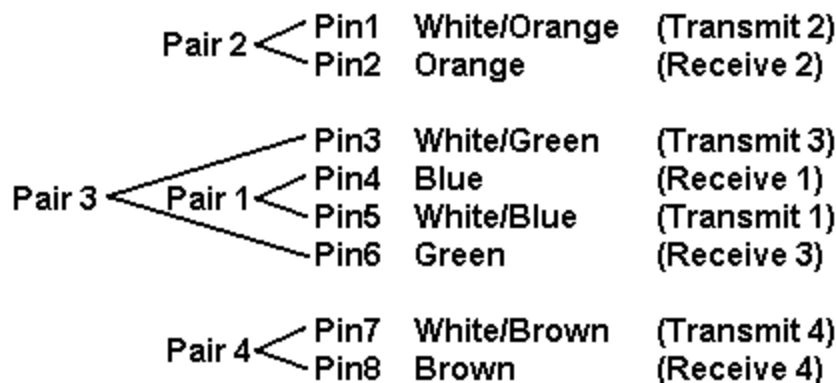 Pair 2 Pin1 White/Orange (Transmit 2)
Pin2 Orange (Receive 2)
Pin3 White/Green (Transmit 3)
Pair 3 Pair 1 Pin4 Blue (Receive 1)
Pin5 White/Blue (Transmit 1)
Pin6 Green (Receive 3)
Pair 4 Pin7 White/Brown (Transmit 4)
Pin8 Brown (Receive 4)